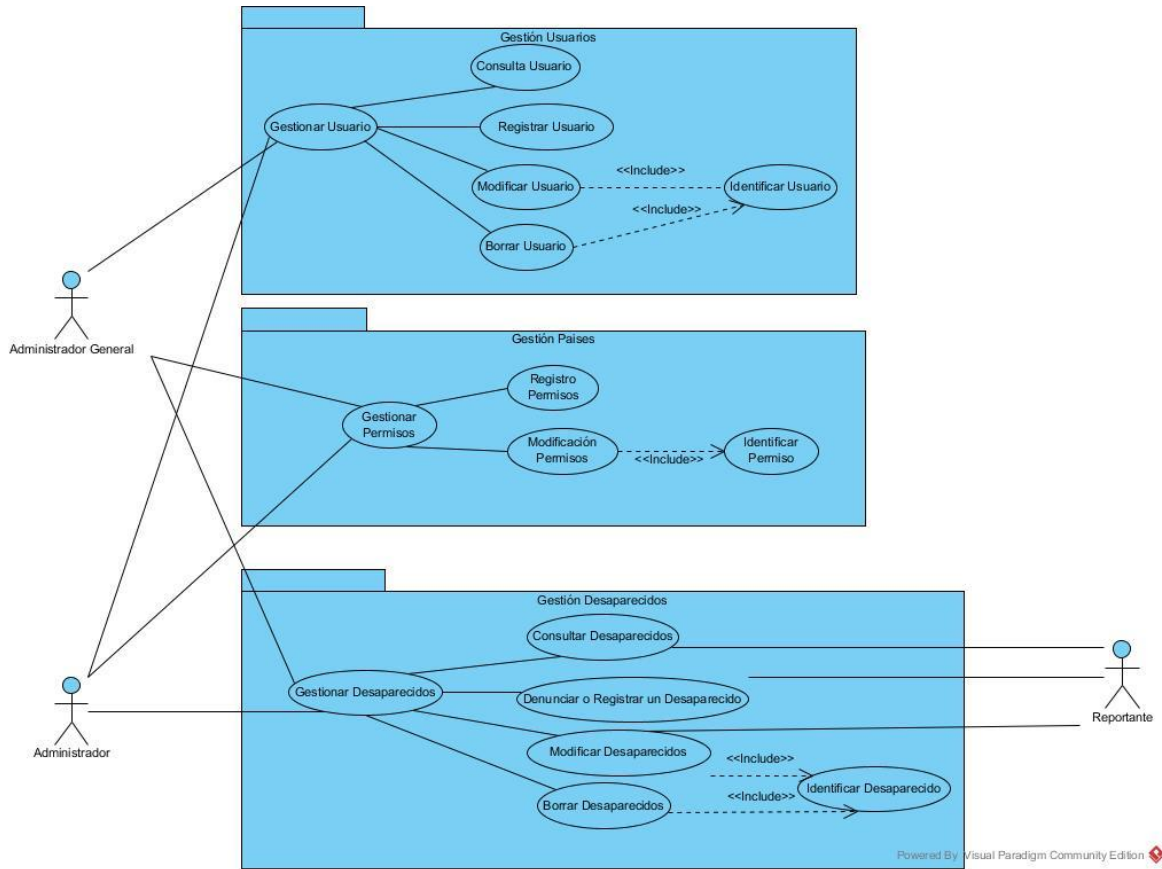 Gestión Usuarios
Consulta Usuario
Gestionar Usuario
Registrar Usuario
<<Include>>
Modificar Usuario
Identificar Usuario
<<Include>>
Borrar Usuario
Administrador General
Gestión Paises
Registro
Permisos
Gestionar
Permisos
Modificación
Permisos
<<Include>>
Identificar
Permiso
Gestión Desaparecidos
Consultar Desaparecidos
Gestionar Desaparecidos
Denunciar o Registrar un Desaparecido
Reportante
Administrador
Modificar Desaparecidos
<<Include>>
Identificar Desaparecido
<<Include>>
Borrar Desaparecidos
Powered By Visual Paradigm Community Edition